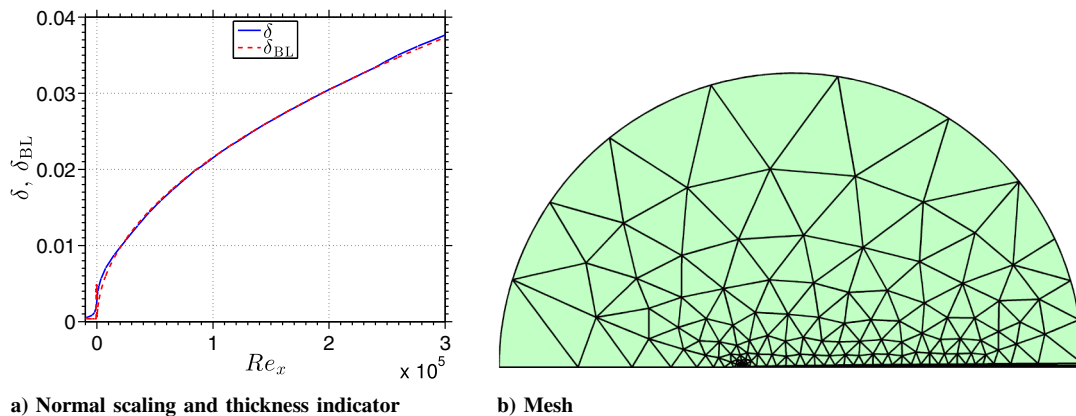 0.04
0.03
0.02
0.01
0
δ, δ_BL
δ
δ_BL
0 1 2 3
Re_x
x 10^5
a) Normal scaling and thickness indicator
b) Mesh